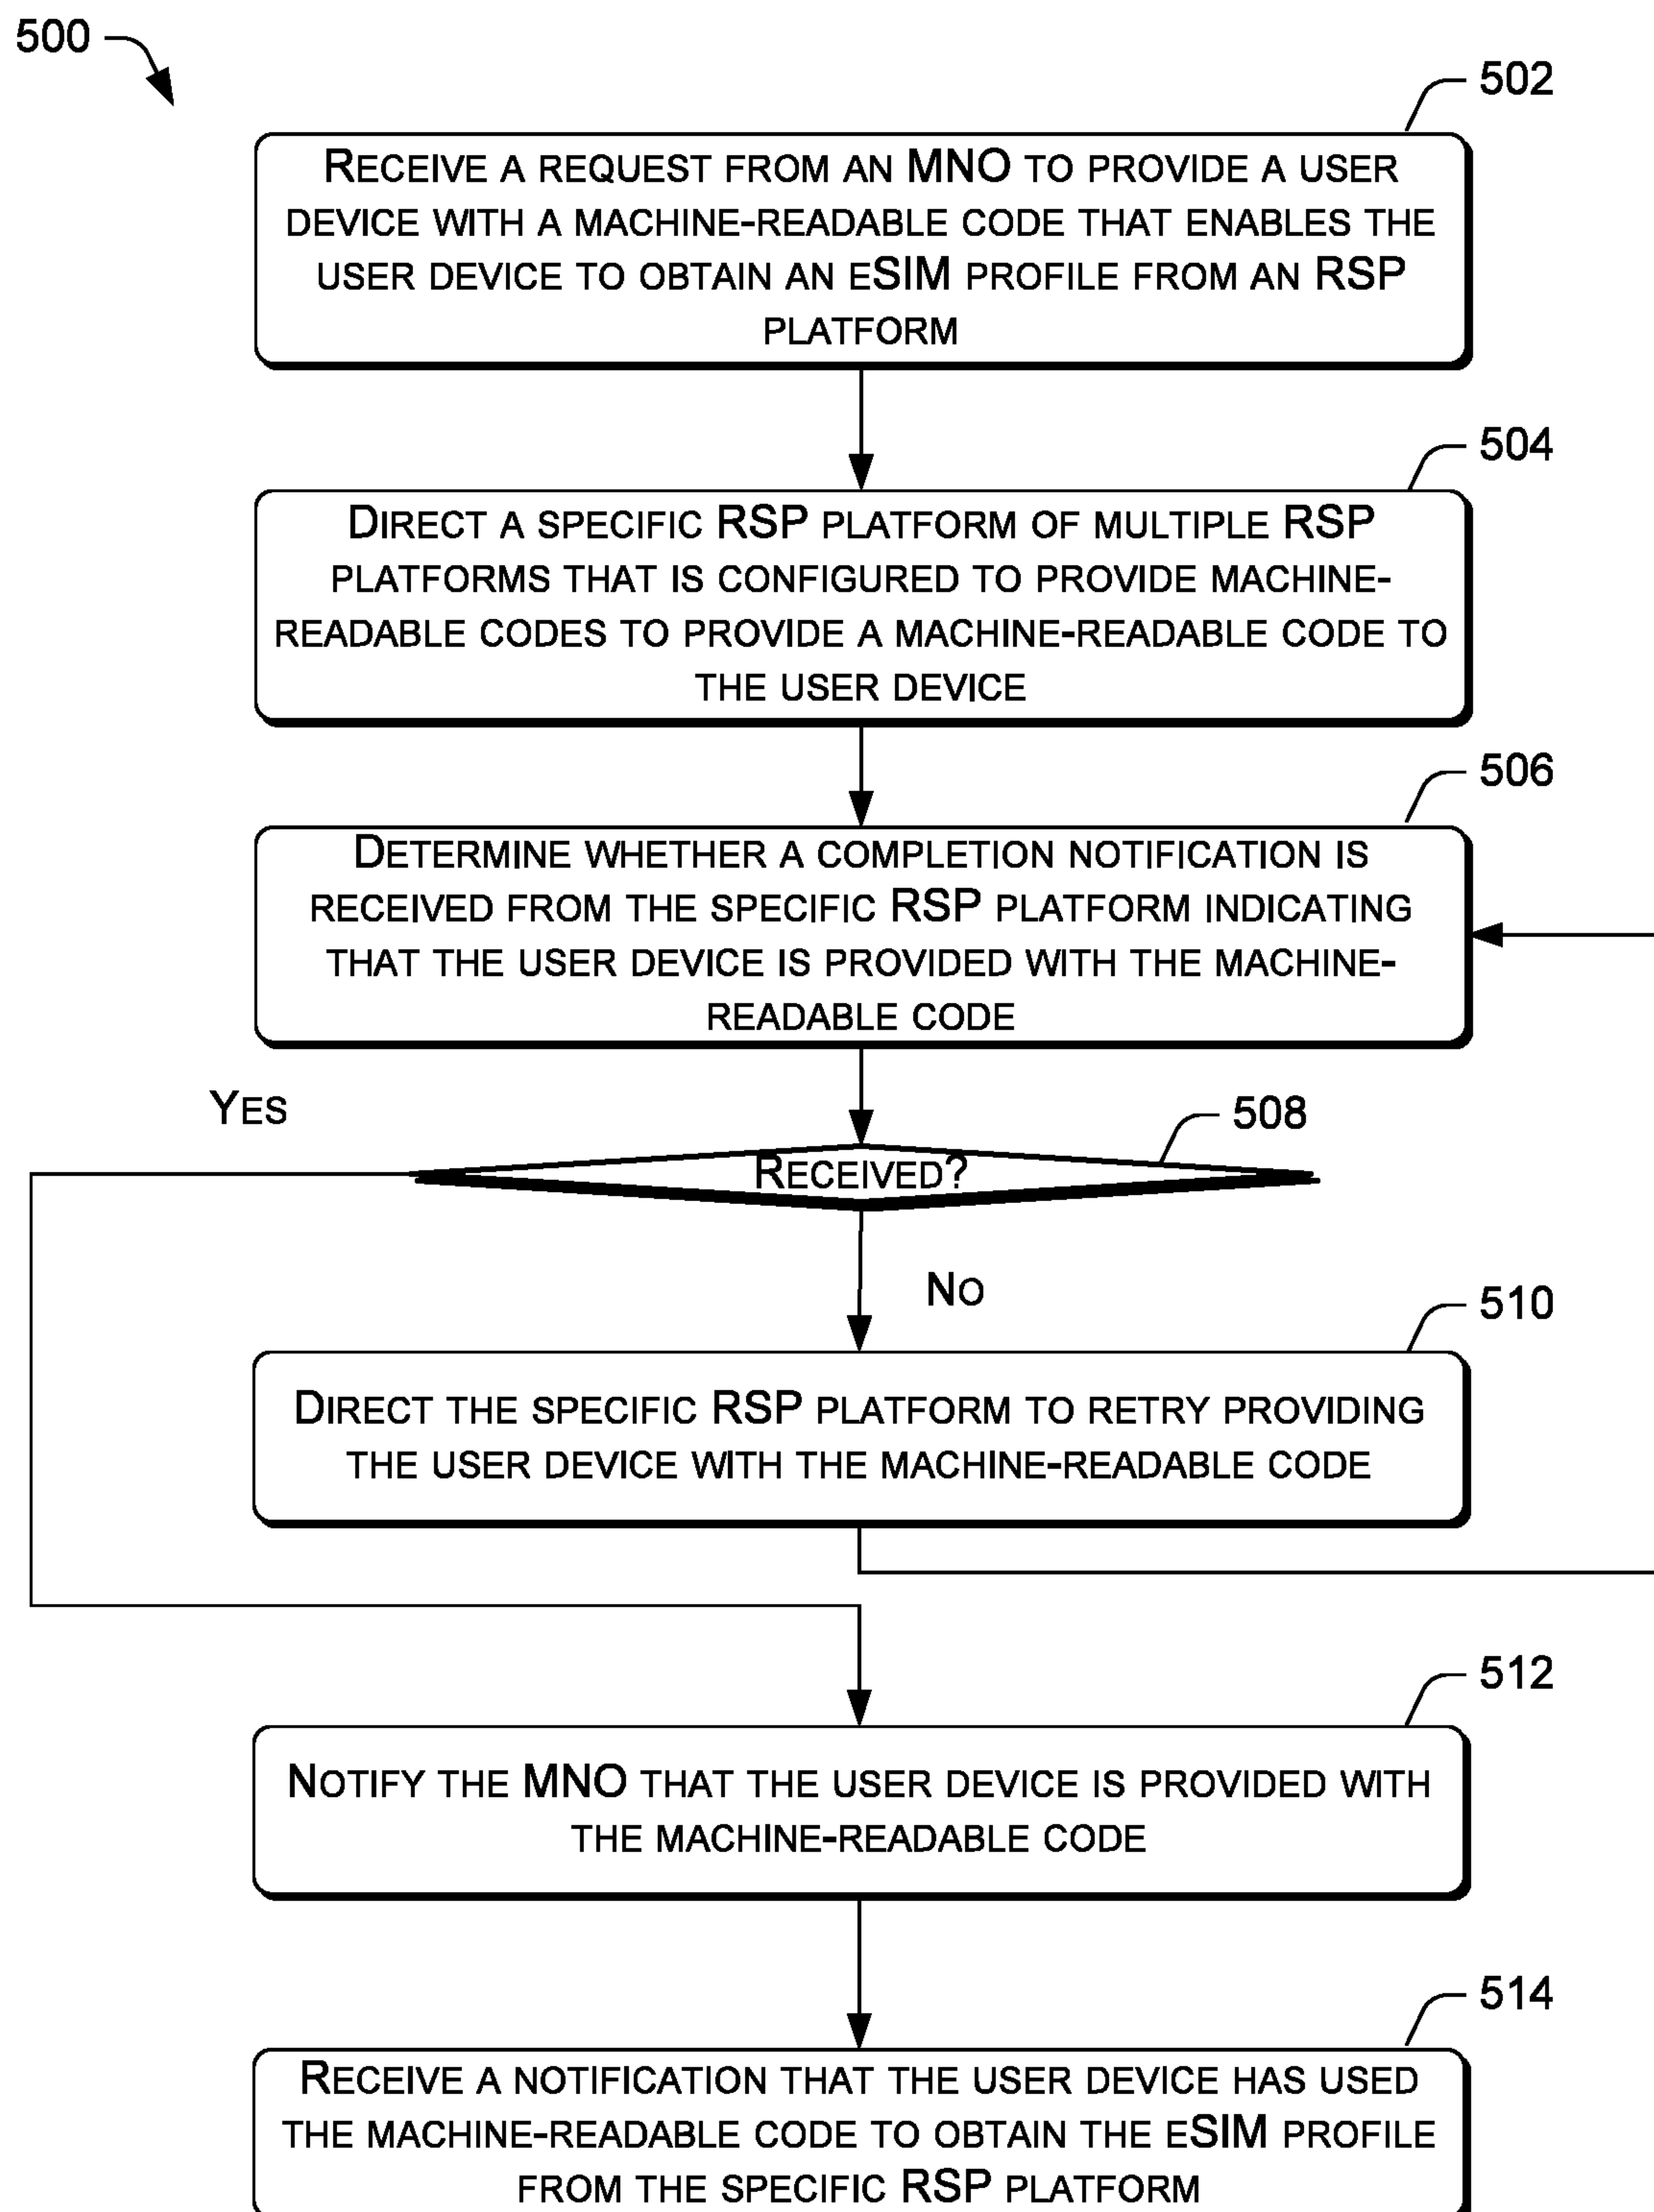 500
502
RECEIVE A REQUEST FROM AN MNO TO PROVIDE A USER
DEVICE WITH A MACHINE-READABLE CODE THAT ENABLES THE
USER DEVICE TO OBTAIN AN ESIM PROFILE FROM AN RSP
PLATFORM
504
DIRECT A SPECIFIC RSP PLATFORM OF MULTIPLE RSP
PLATFORMS THAT IS CONFIGURED TO PROVIDE MACHINE-
READABLE CODES TO PROVIDE A MACHINE-READABLE CODE TO
THE USER DEVICE
506
DETERMINE WHETHER A COMPLETION NOTIFICATION IS
RECEIVED FROM THE SPECIFIC RSP PLATFORM INDICATING
THAT THE USER DEVICE IS PROVIDED WITH THE MACHINE-
READABLE CODE
YES
508
RECEIVED?
NO
510
DIRECT THE SPECIFIC RSP PLATFORM TO RETRY PROVIDING
THE USER DEVICE WITH THE MACHINE-READABLE CODE
512
NOTIFY THE MNO THAT THE USER DEVICE IS PROVIDED WITH
THE MACHINE-READABLE CODE
514
RECEIVE A NOTIFICATION THAT THE USER DEVICE HAS USED
THE MACHINE-READABLE CODE TO OBTAIN THE ESIM PROFILE
FROM THE SPECIFIC RSP PLATFORM